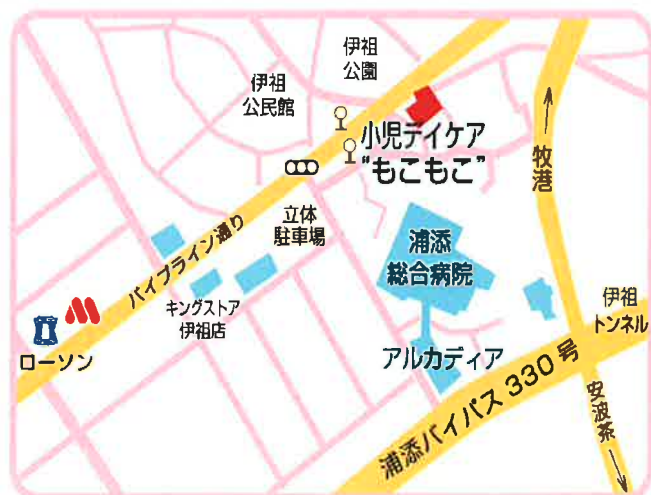 伊祖
公園
伊祖
公民館
小児デイケア
"もこもこ"
牧港
立体
駐車場
パイプライン通り
浦添
総合病院
キングストア
伊祖店
伊祖
トンネル
ローソン
アルカディア
浦添バイパス 330 号
安波茶